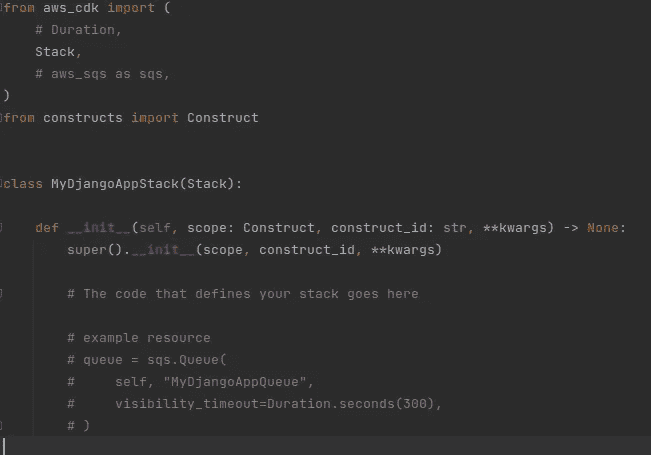 from aws_cdk import (
    # Duration,
    Stack,
    # aws_sqs as sqs,
)
from constructs import Construct
class MyDjangoAppStack(Stack):
    def __init__(self, scope: Construct, construct_id: str, **kwargs) -> None:
        super().__init__(scope, construct_id, **kwargs)
        # The code that defines your stack goes here
        # example resource
        # queue = sqs.Queue(
        #     self, "MyDjangoAppQueue",
        #     visibility_timeout=Duration.seconds(300),
        # )